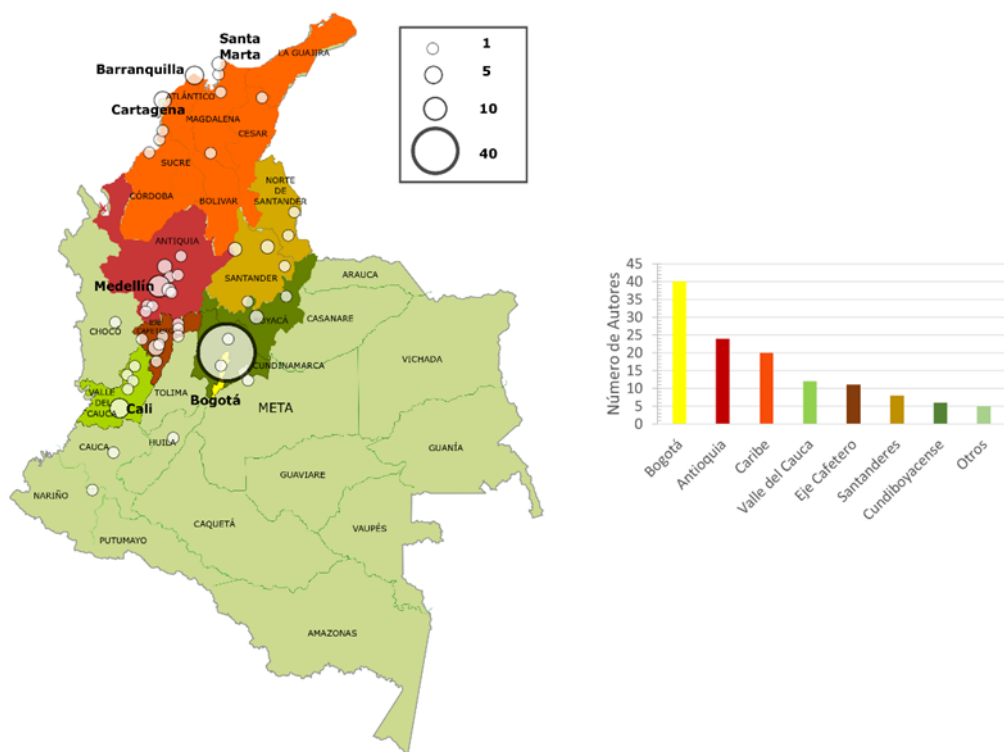 Santa
Marta
LA GUAJIRA
Barranquilla
ATLÁNTICO
Cartagena
MAGDALENA
CESAR
SUCRE
NORTE
DE
SANTANDER
CÓRDOBA
BOLIVAR
ANTIQUIA
SANTANDER
ARAUCA
Medellín
CHOCÓ
EJE
CAFETERO
CASANARE
VICHADA
CUNDINAMARCA
VALLE
DEL
CAUCA
TOLIMA
Cali
Bogotá
META
HUILA
CAUCA
GUANÍA
GUAVIARE
NARIÑO
CAQUETÁ
VAUPÉS
PUTUMAYO
AMAZONAS
1
5
10
40
Número de Autores
45
40
35
30
25
20
15
10
5
0
Bogotá
Antioquia
Caribe
Valle del Cauca
Eje Cafetero
Santanderes
Cundiboyacense
Otros